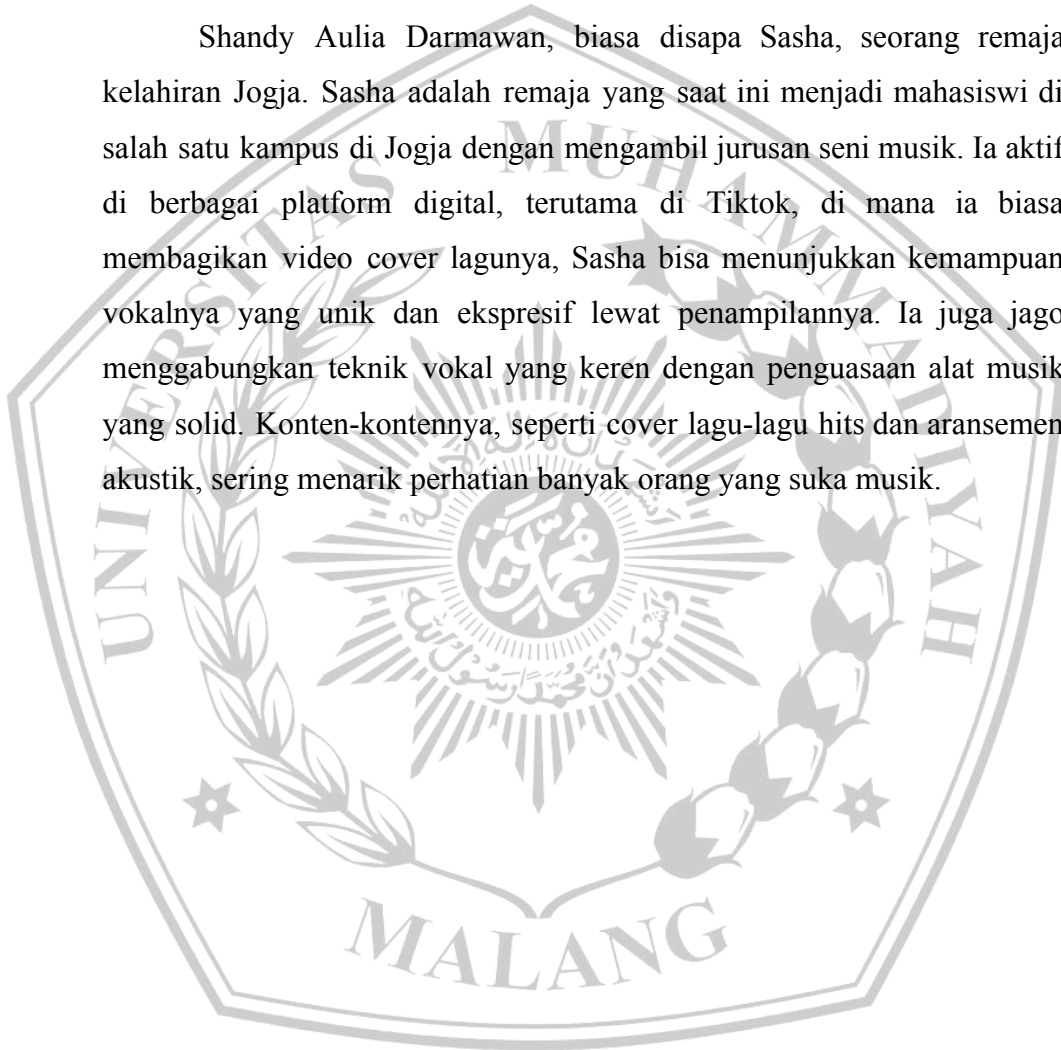 Shandy Aulia Darmawan, biasa disapa Sasha, seorang remaja
kelahiran Jogja. Sasha adalah remaja yang saat ini menjadi mahasiswi di
salah satu kampus di Jogja dengan mengambil jurusan seni musik. Ia aktif
di berbagai platform digital, terutama di Tiktok, di mana ia biasa
membagikan video cover lagunya, Sasha bisa menunjukkan kemampuan
vokalnya yang unik dan ekspresif lewat penampilannya. Ia juga jago
menggabungkan teknik vokal yang keren dengan penguasaan alat musik
yang solid. Konten-kontennya, seperti cover lagu-lagu hits dan aransemen
akustik, sering menarik perhatian banyak orang yang suka musik.
UNIVERSITAS MUHAMMADIYAH
MALANG